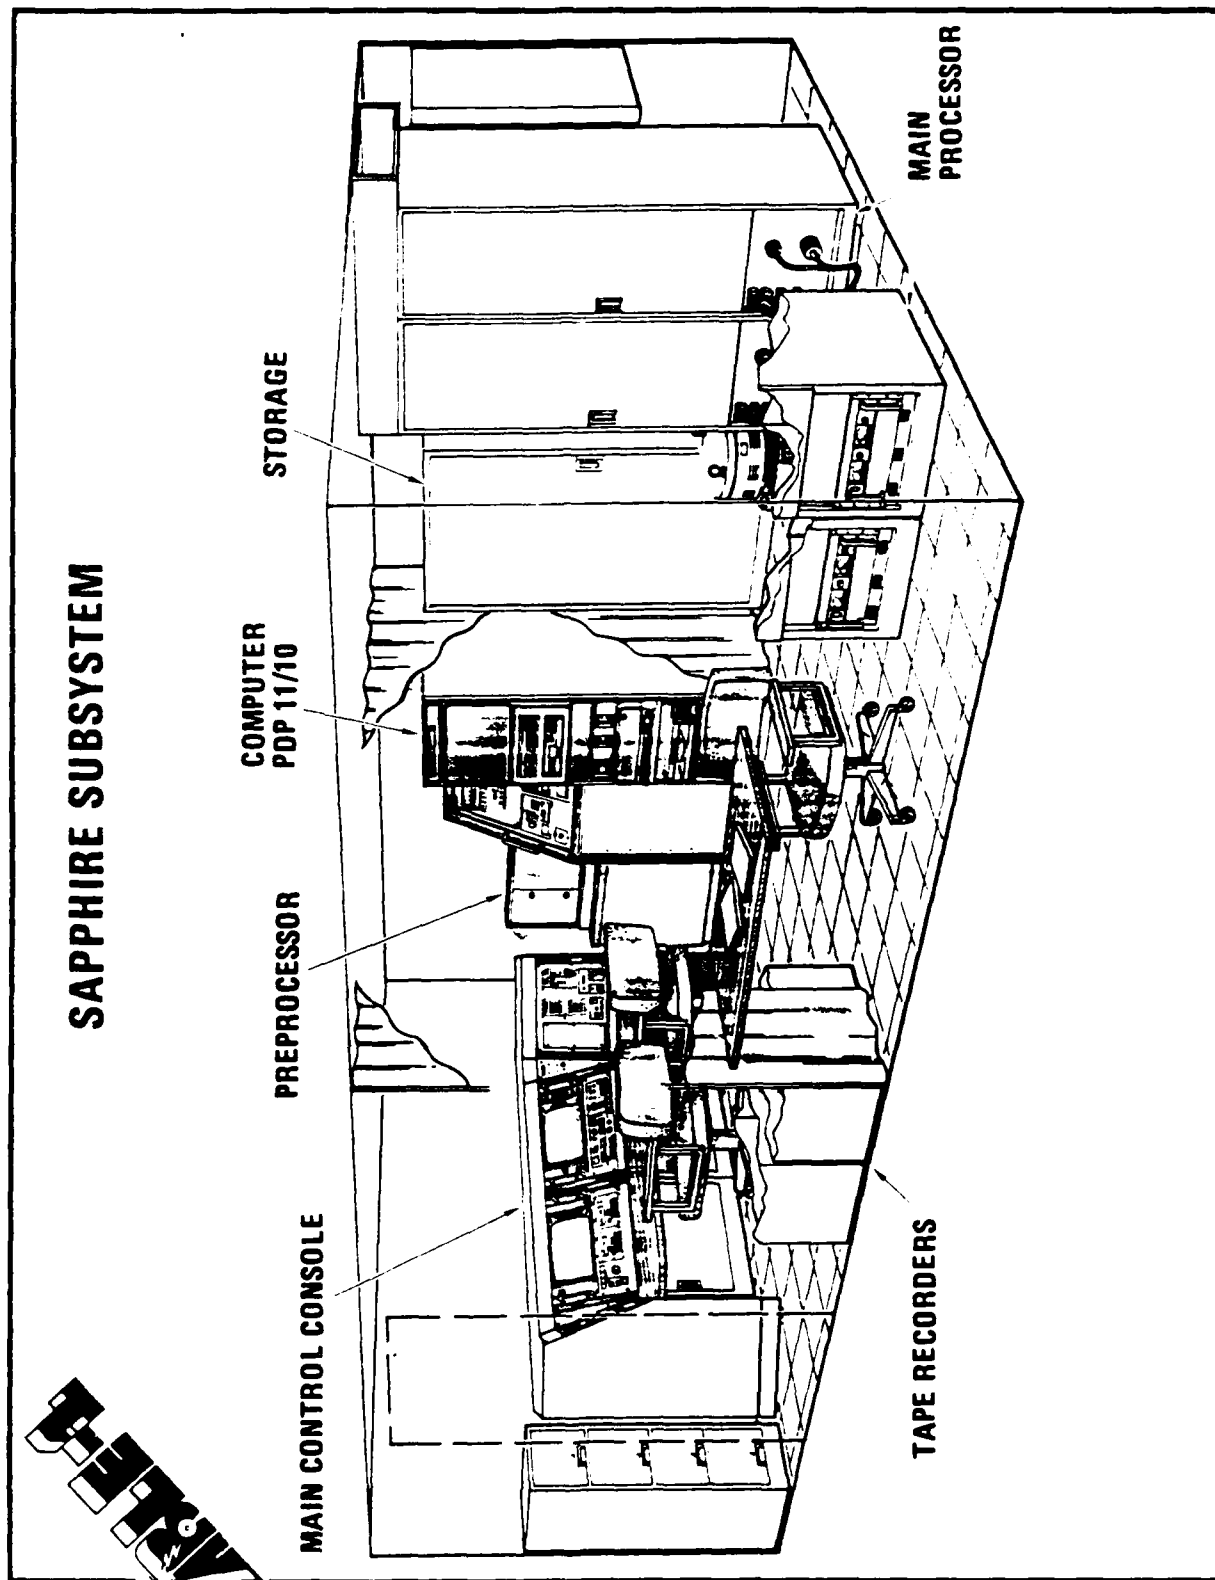 SAPPHIRE SUBSYSTEM
MAIN CONTROL CONSOLE
PREPROCESSOR
COMPUTER
PDP 11/10
STORAGE
TAPE RECORDERS
MAIN
PROCESSOR